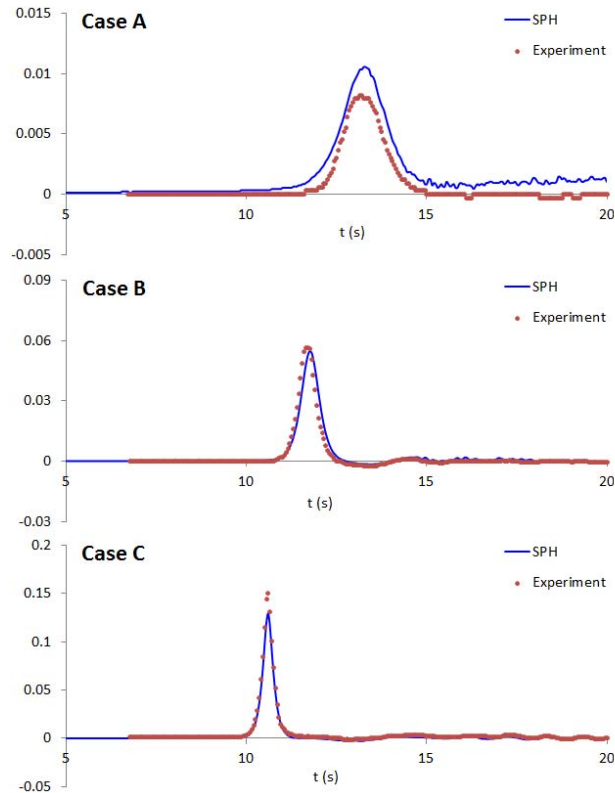 0.015
Case A
SPH
Experiment
0.01
0.005
0
5
10
15
20
t (s)
-0.005
0.09
Case B
SPH
Experiment
0.06
0.03
0
5
10
15
20
t (s)
-0.03
0.2
Case C
SPH
Experiment
0.15
0.1
0.05
0
5
10
15
20
t (s)
-0.05